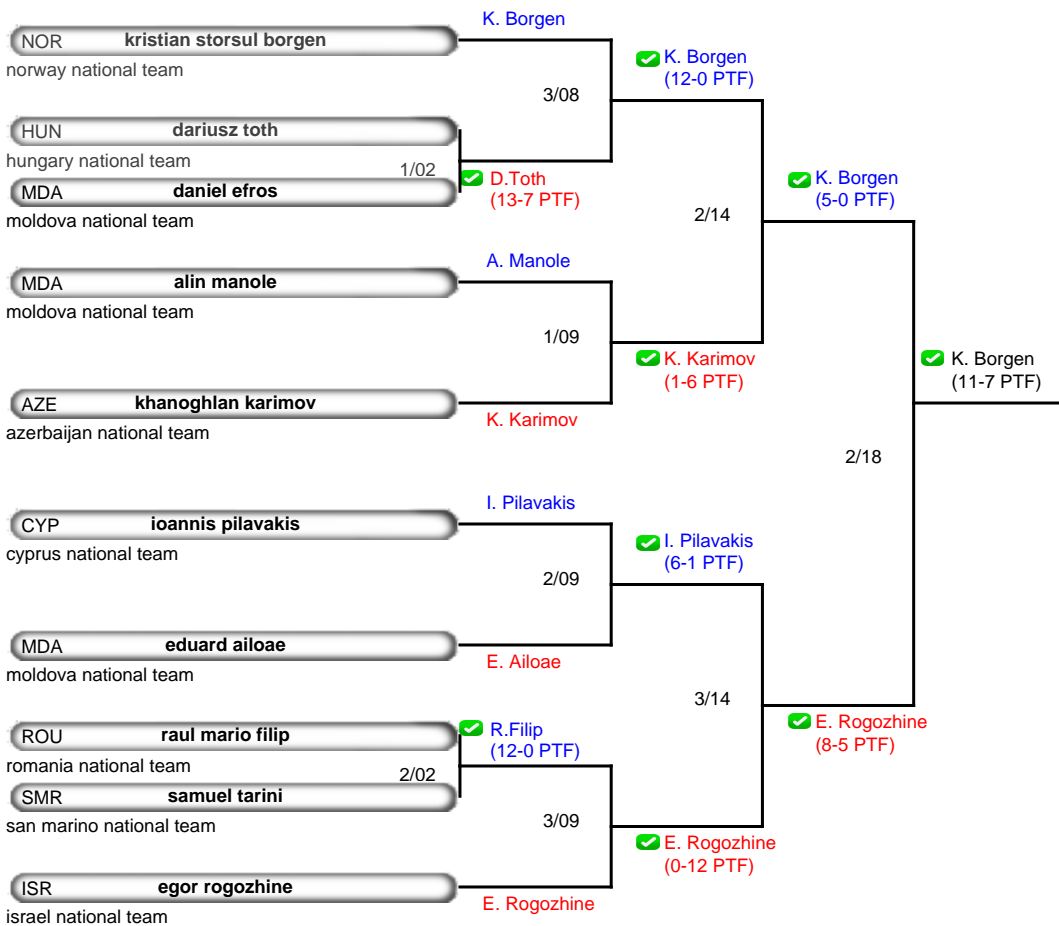 K. Borgen
NOR kristian storsul borgen
norway national team
K. Borgen
(12-0 PTF)
3/08
HUN dariusz toth
hungary national team
1/02
MDA daniel efros
moldova national team
D.Toth
(13-7 PTF)
K. Borgen
(5-0 PTF)
2/14
A. Manole
MDA alin manole
moldova national team
1/09
K. Karimov
(1-6 PTF)
AZE khanoghlan karimov
azerbaijan national team
K. Karimov
K. Borgen
(11-7 PTF)
2/18
I. Pilavakis
CYP ioannis pilavakis
cyprus national team
I. Pilavakis
(6-1 PTF)
2/09
MDA eduard ailoae
moldova national team
E. Ailoae
3/14
E. Rogozhine
(8-5 PTF)
ROU raul mario filip
romania national team
R.Filip
(12-0 PTF)
2/02
SMR samuel tarini
san marino national team
3/09
E. Rogozhine
(0-12 PTF)
ISR egor rogozhine
israel national team
E. Rogozhine